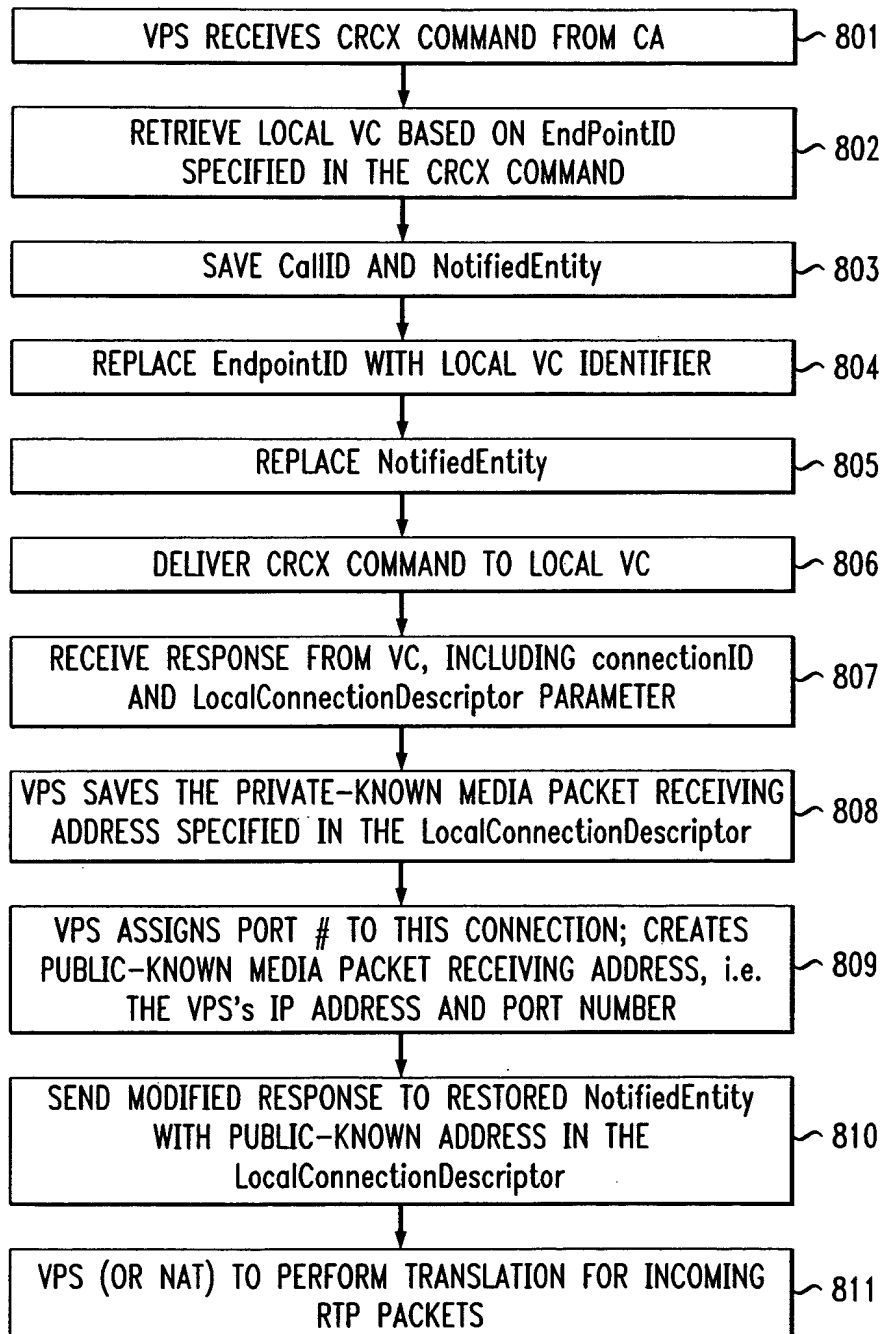 VPS RECEIVES CRCX COMMAND FROM CA
801
RETRIEVE LOCAL VC BASED ON EndPointID
SPECIFIED IN THE CRCX COMMAND
802
SAVE CallID AND NotifiedEntity
803
REPLACE EndpointID WITH LOCAL VC IDENTIFIER
804
REPLACE NotifiedEntity
805
DELIVER CRCX COMMAND TO LOCAL VC
806
RECEIVE RESPONSE FROM VC, INCLUDING connectionID
AND LocalConnectionDescriptor PARAMETER
807
VPS SAVES THE PRIVATE-KNOWN MEDIA PACKET RECEIVING
ADDRESS SPECIFIED IN THE LocalConnectionDescriptor
808
VPS ASSIGNS PORT # TO THIS CONNECTION; CREATES
PUBLIC-KNOWN MEDIA PACKET RECEIVING ADDRESS, i.e.
THE VPS's IP ADDRESS AND PORT NUMBER
809
SEND MODIFIED RESPONSE TO RESTORED NotifiedEntity
WITH PUBLIC-KNOWN ADDRESS IN THE
LocalConnectionDescriptor
810
VPS (OR NAT) TO PERFORM TRANSLATION FOR INCOMING
RTP PACKETS
811